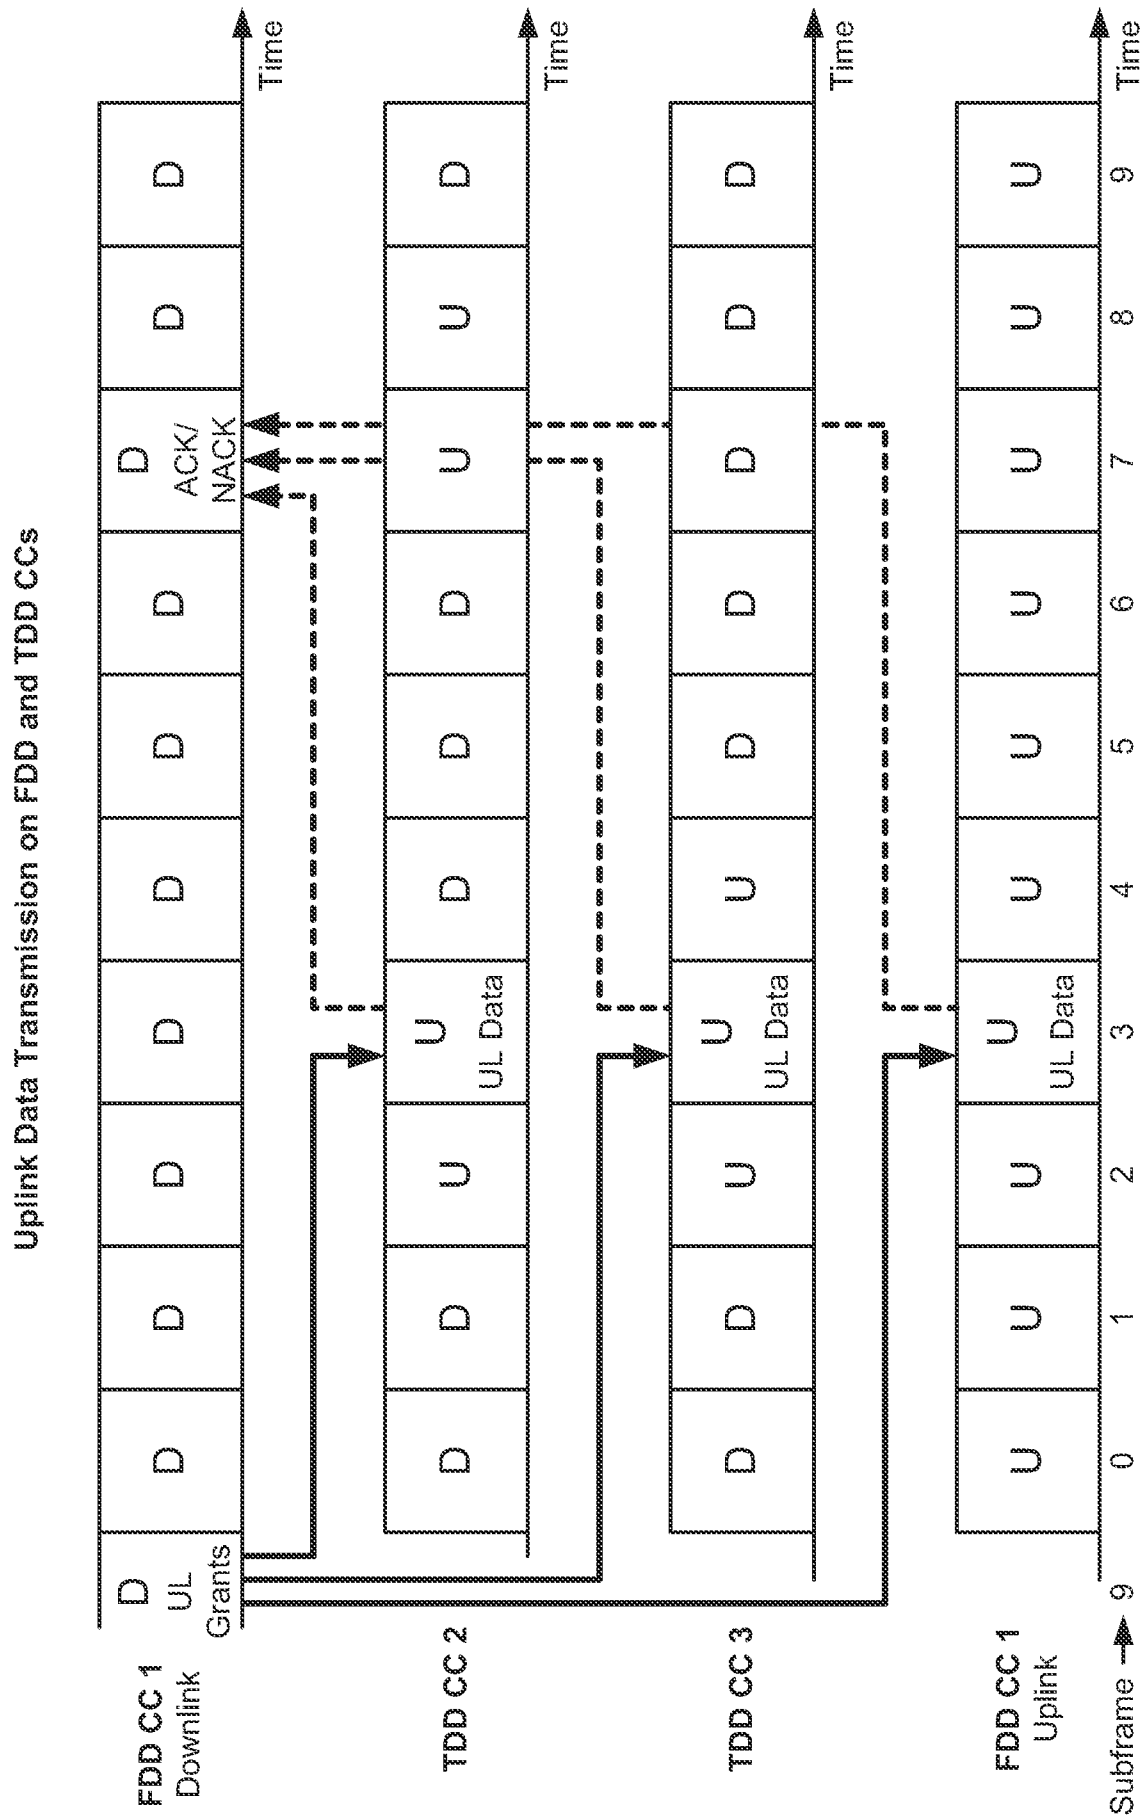 Uplink Data Transmission on FDD and TDD CCs
FDD CC 1
Downlink
D
UL
Grants
D
D
D
D
D
D
D
D
ACK/
NACK
D
D
Time
TDD CC 2
D
D
U
U
UL Data
D
D
D
U
U
D
Time
TDD CC 3
D
D
U
U
UL Data
U
D
D
D
D
D
Time
FDD CC 1
Uplink
U
U
U
U
UL Data
U
U
U
U
U
U
Subframe 9 0 1 2 3 4 5 6 7 8 9 Time